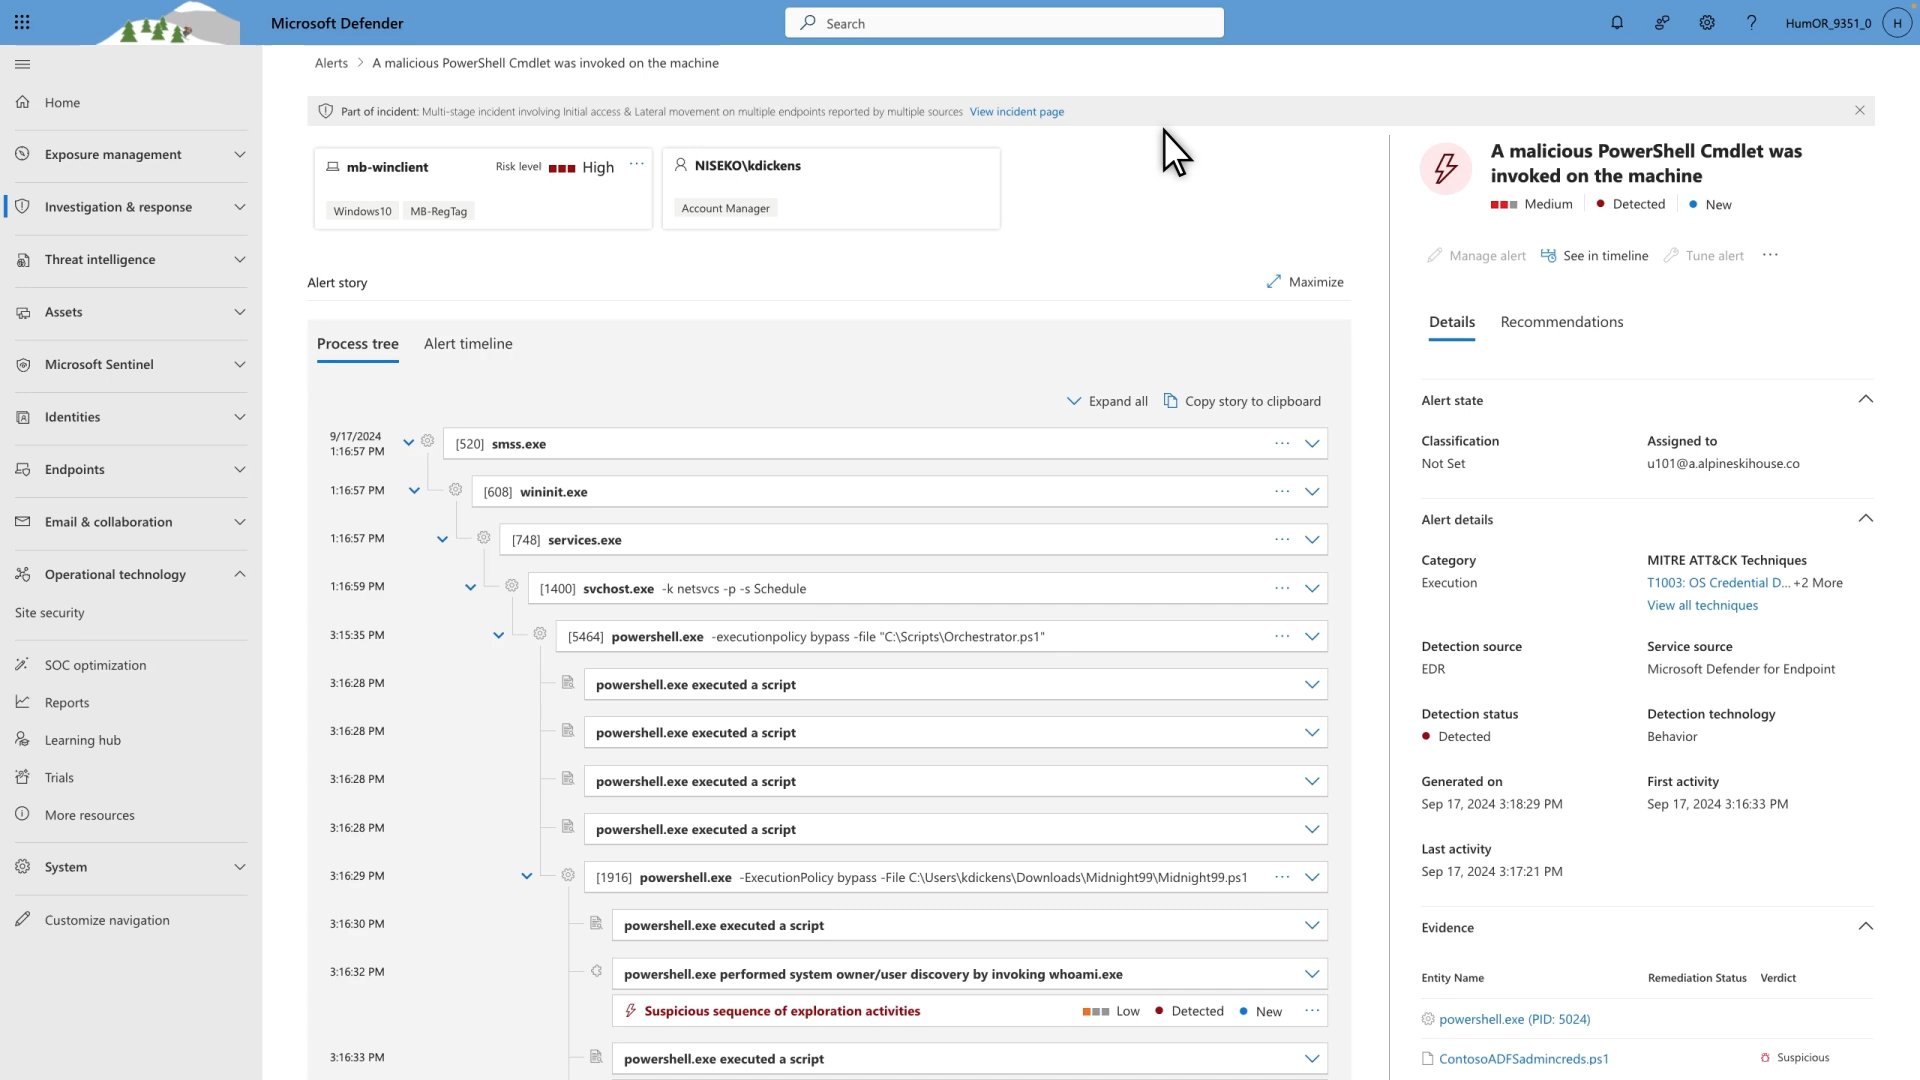 Microsoft Defender
Search
HumOR_9351_0
H
Home
Exposure management
Investigation & response
Threat intelligence
Assets
Microsoft Sentinel
Identities
Endpoints
Email & collaboration
Operational technology
Site security
SOC optimization
Reports
Learning hub
Trials
More resources
System
Customize navigation
Alerts > A malicious PowerShell Cmdlet was invoked on the machine
Part of incident: Multi-stage incident involving Initial access & Lateral movement on multiple endpoints reported by multiple sources View incident page
mb-winclient Risk level High ...
Windows10 MB-RegTag
NISEKO\kdickens
Account Manager
Alert story
Maximize
Process tree Alert timeline
Expand all Copy story to clipboard
9/17/2024
1:16:57 PM [520] smss.exe ...
1:16:57 PM [608] wininit.exe ...
1:16:57 PM [748] services.exe ...
1:16:59 PM [1400] svchost.exe -k netsvcs -p -s Schedule ...
3:15:35 PM [5464] powershell.exe -executionpolicy bypass -file "C:\Scripts\Orchestrator.ps1" ...
3:16:28 PM powershell.exe executed a script
3:16:28 PM powershell.exe executed a script
3:16:28 PM powershell.exe executed a script
3:16:28 PM powershell.exe executed a script
3:16:29 PM [1916] powershell.exe -ExecutionPolicy bypass -File C:\Users\kdickens\Downloads\Midnight99\Midnight99.ps1 ...
3:16:30 PM powershell.exe executed a script
3:16:32 PM powershell.exe performed system owner/user discovery by invoking whoami.exe
Suspicious sequence of exploration activities Low Detected New ...
3:16:33 PM powershell.exe executed a script
A malicious PowerShell Cmdlet was
invoked on the machine
Medium Detected New
Manage alert See in timeline Tune alert ...
Details Recommendations
Alert state
Classification Assigned to
Not Set u101@a.alpineskihouse.co
Alert details
Category MITRE ATT&CK Techniques
Execution T1003: OS Credential D... +2 More
View all techniques
Detection source Service source
EDR Microsoft Defender for Endpoint
Detection status Detection technology
Detected Behavior
Generated on First activity
Sep 17, 2024 3:18:29 PM Sep 17, 2024 3:16:33 PM
Last activity
Sep 17, 2024 3:17:21 PM
Evidence
Entity Name Remediation Status Verdict
powershell.exe (PID: 5024)
ContosoADFSadmincreds.ps1 Suspicious